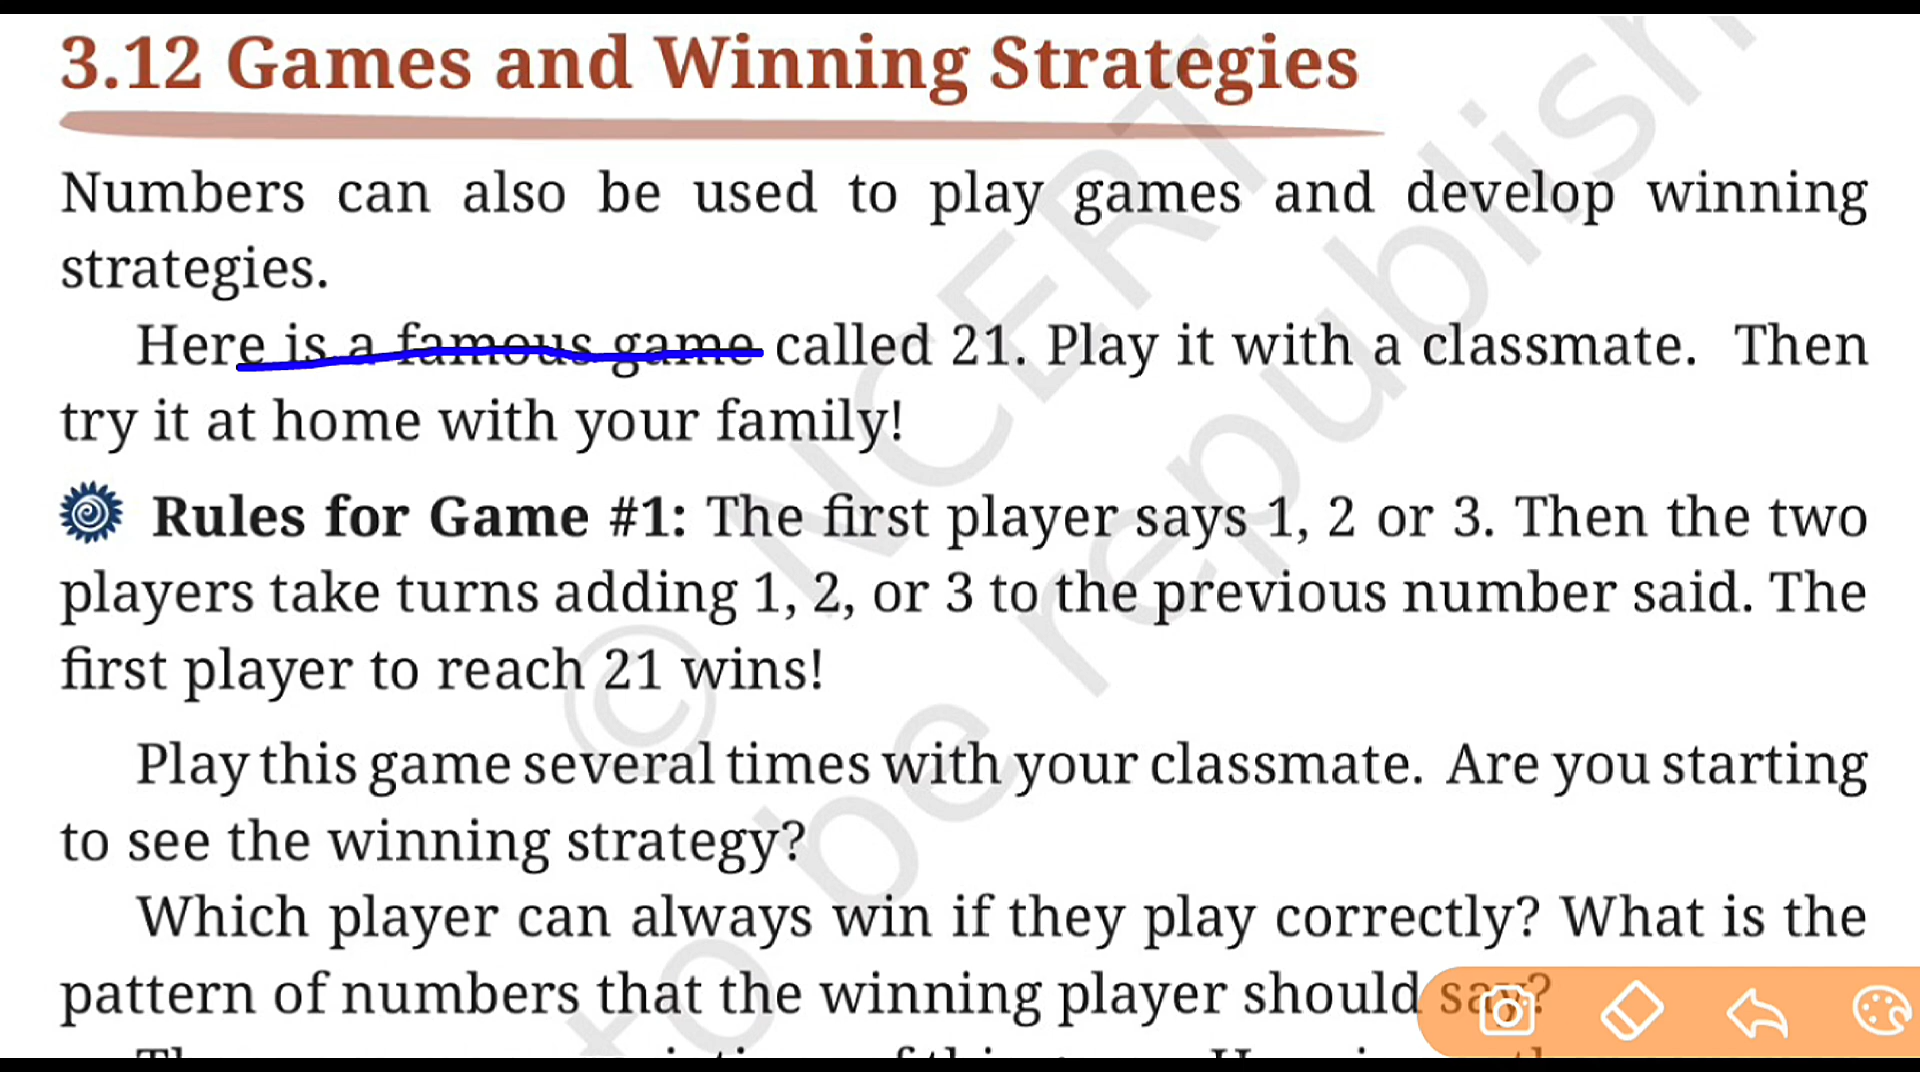 3.12 Games and Winning Strategies
Numbers can also be used to play games and develop winning
strategies.
Here is a famous game called 21. Play it with a classmate. Then
try it at home with your family!
Rules for Game #1: The first player says 1, 2 or 3. Then the two
players take turns adding 1, 2, or 3 to the previous number said. The
first player to reach 21 wins!
Play this game several times with your classmate. Are you starting
to see the winning strategy?
Which player can always win if they play correctly? What is the
pattern of numbers that the winning player should say?
© NCERT
to be republish